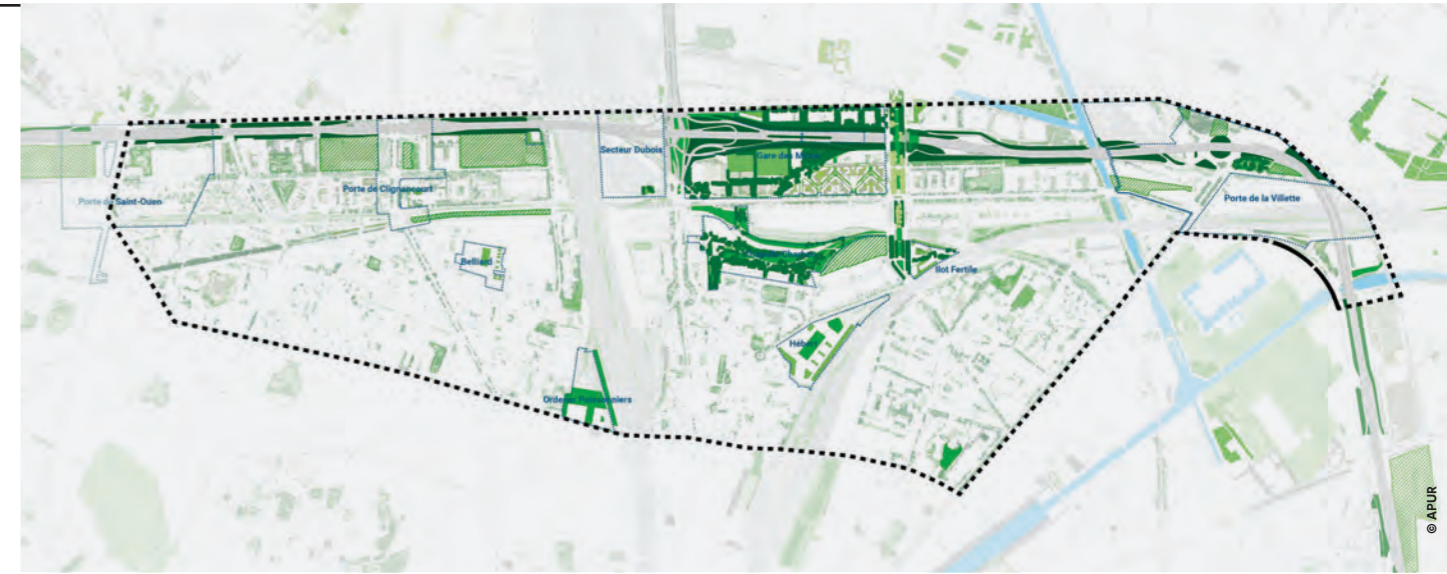 Secteur Dubois
Gare des Mines
Porte de Clignancourt
Porte de Saint-Ouen
Porte de la Villette
Belliard
Ilot Fertile
Hébert
Ordener Poissonniers
© APUR